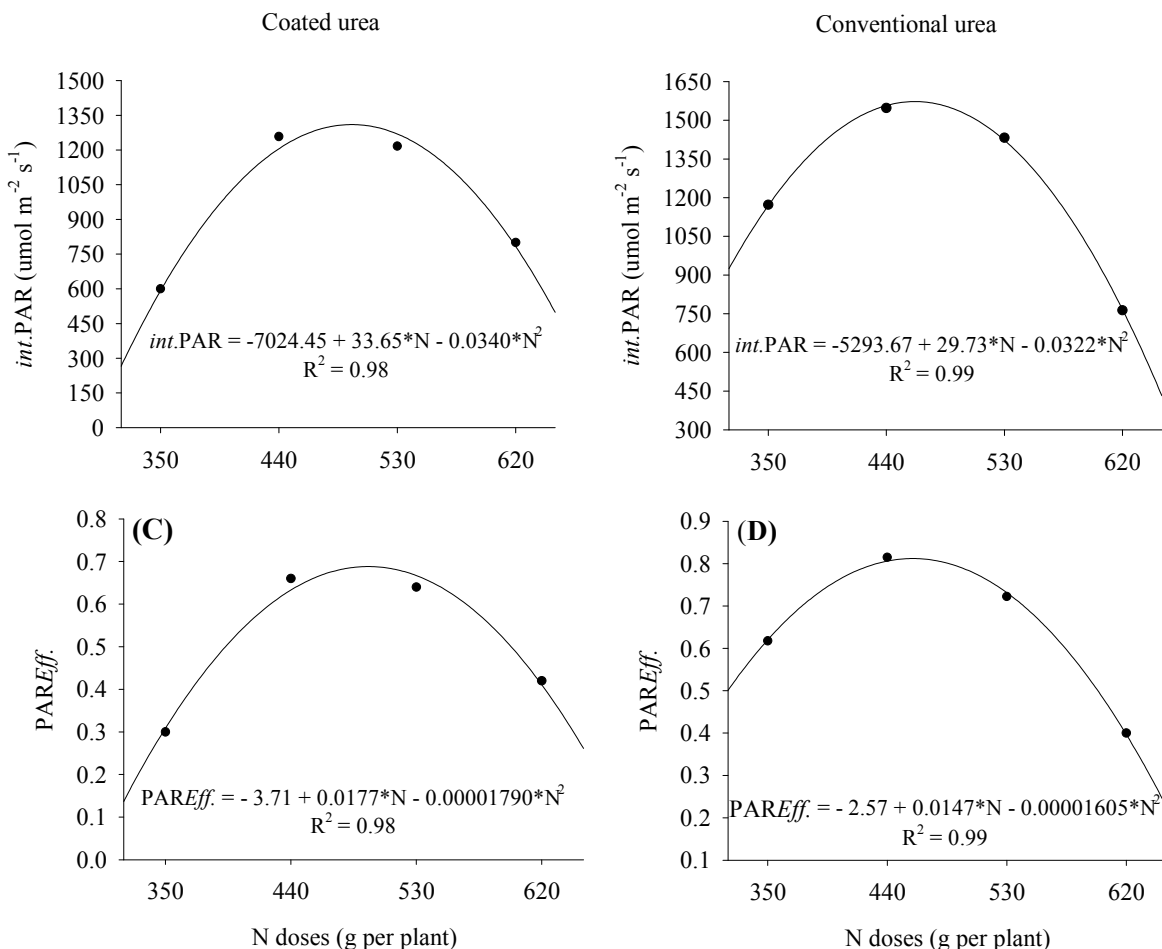 Coated urea
Conventional urea
int.PAR (umol m⁻² s⁻¹)
1500
1350
1200
1050
900
750
600
450
300
150
0
int.PAR = -7024.45 + 33.65*N - 0.0340*N²
R² = 0.98
350 440 530 620
int.PAR (umol m⁻² s⁻¹)
1650
1500
1350
1200
1050
900
750
600
450
300
int.PAR = -5293.67 + 29.73*N - 0.0322*N²
R² = 0.99
350 440 530 620
(C)
PAREff.
0.8
0.7
0.6
0.5
0.4
0.3
0.2
0.1
0.0
PAREff. = - 3.71 + 0.0177*N - 0.00001790*N²
R² = 0.98
350 440 530 620
N doses (g per plant)
(D)
PAREff.
0.9
0.8
0.7
0.6
0.5
0.4
0.3
0.2
0.1
PAREff. = - 2.57 + 0.0147*N - 0.00001605*N²
R² = 0.99
350 440 530 620
N doses (g per plant)